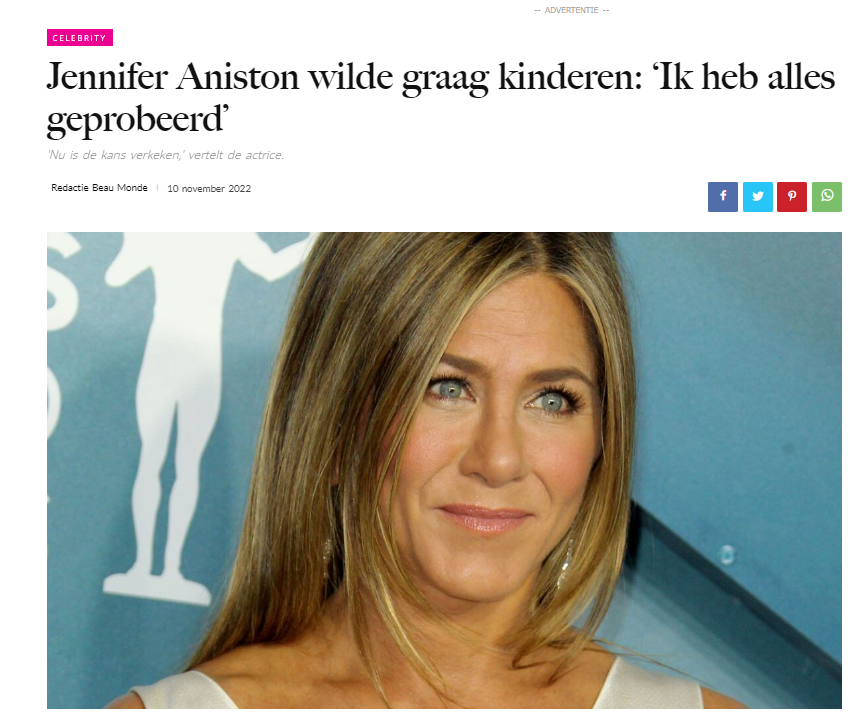 -- ADVERTENTIE --
CELEBRITY
Jennifer Aniston wilde graag kinderen: ‘Ik heb alles
geprobeerd’
'Nu is de kans verkeken,' vertelt de actrice.
Redactie Beau Monde | 10 november 2022